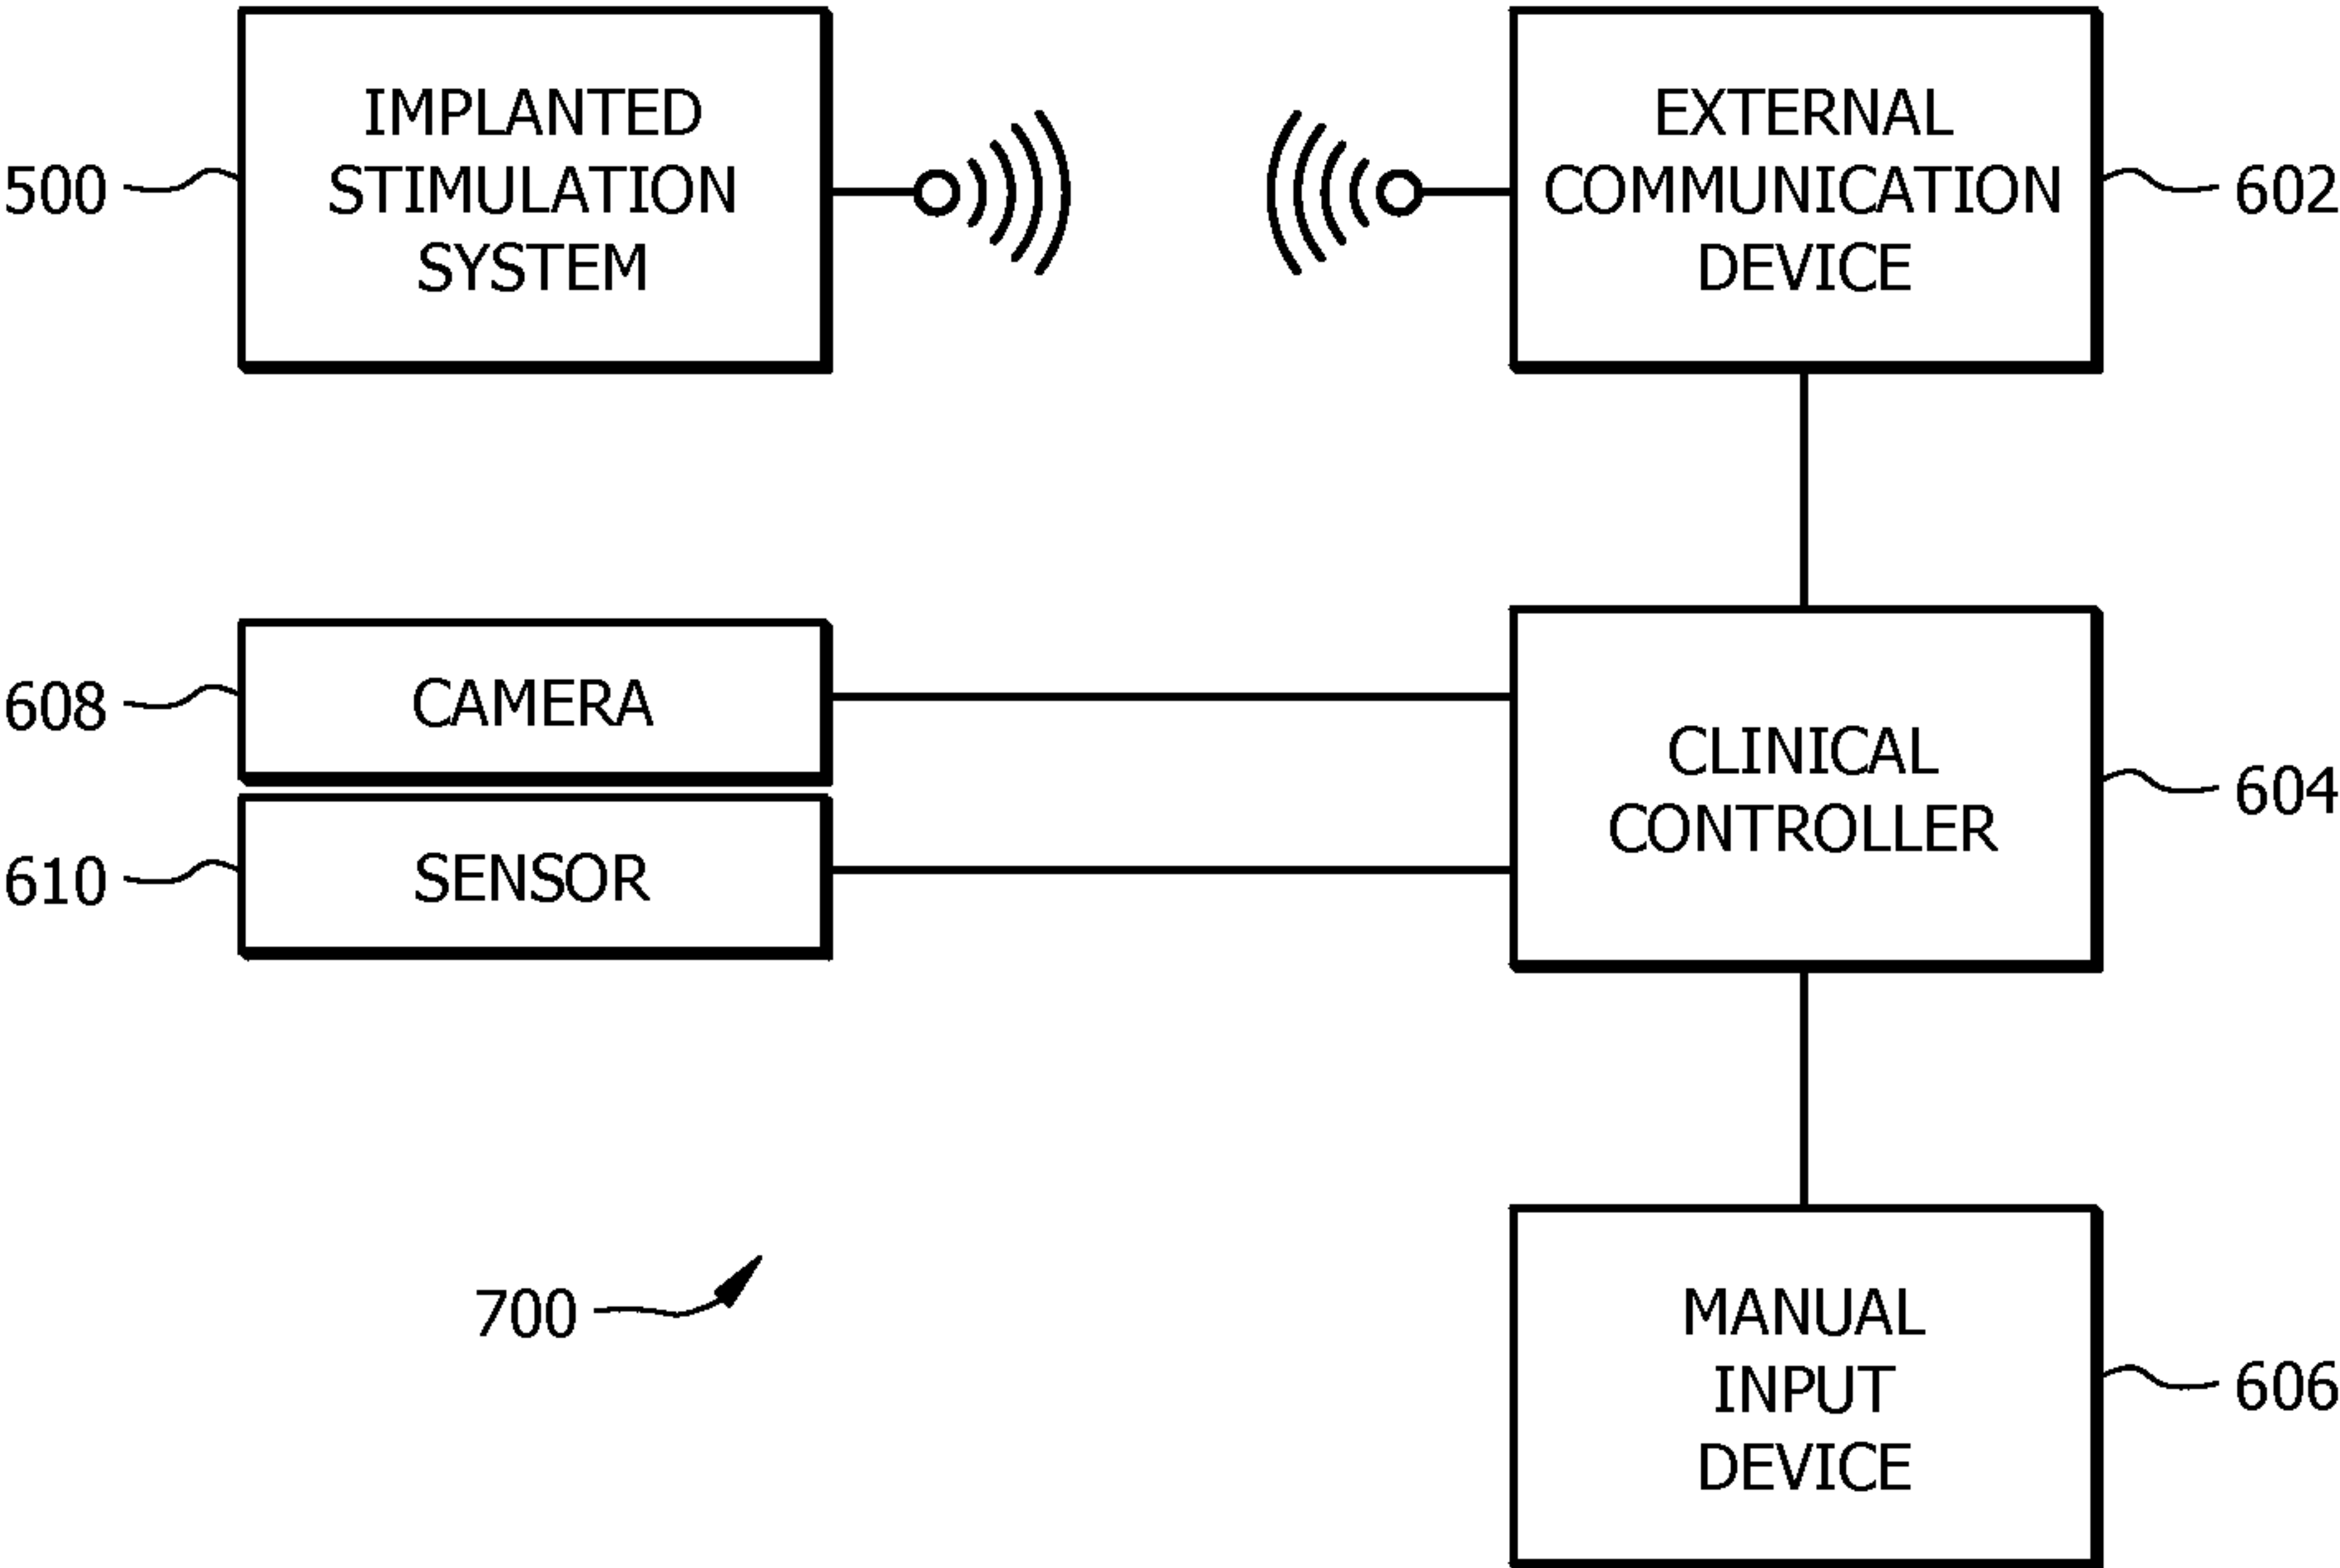 IMPLANTED
STIMULATION
SYSTEM
500
EXTERNAL
COMMUNICATION
DEVICE
602
608
CAMERA
610
SENSOR
CLINICAL
CONTROLLER
604
700
MANUAL
INPUT
DEVICE
606